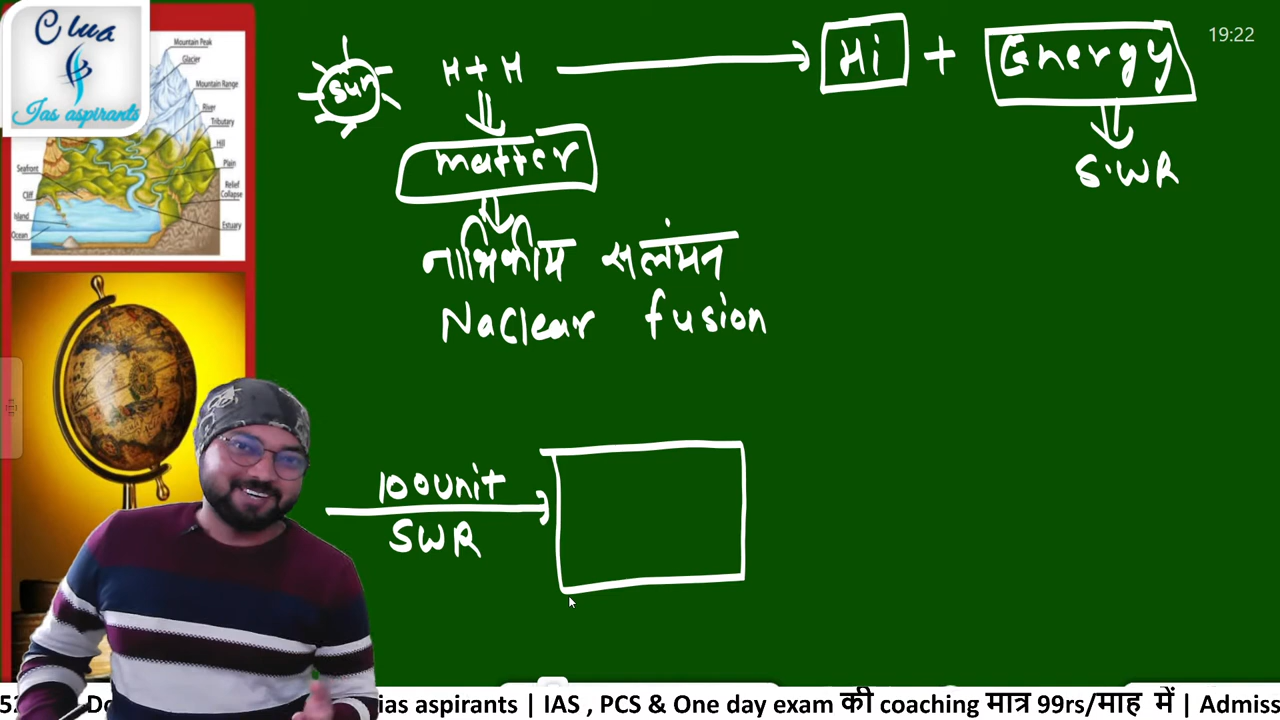 Clua
Ias aspirants
Mountain Peak
Glacier
Mountain Range
River
Tributary
Hill
Plain
Relief
Collapse
Estuary
Seafront
Cliff
Island
Ocean
19:22
sun
H + H
Hi + Energy
S.WR
matter
नाभिकीय सलंयन
Naclear fusion
100unit
SWR
ias aspirants | IAS , PCS & One day exam की coaching मात्र 99rs/माह में | Admiss